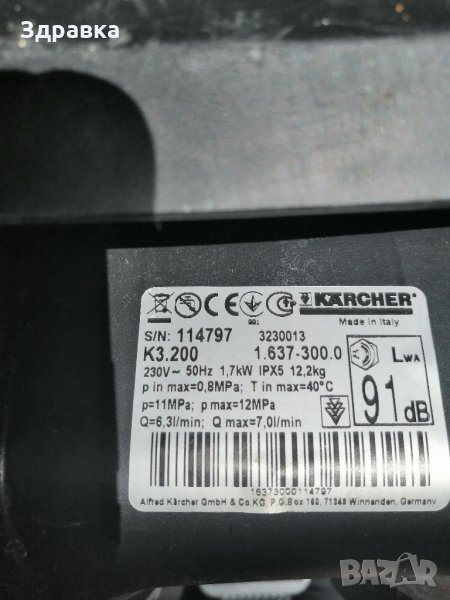 Здравка
KÄRCHER
Made in Italy
S/N: 114797 3230013
K3.200 1.637-300.0
230V~ 50Hz 1,7kW IPX5 12,2kg
p in max=0,8MPa; T in max=40°C
p=11MPa; p max=12MPa
Q=6,3l/min; Q max=7,0l/min
LWA
91 dB
16373000114797
Alfred Kärcher GmbH & Co.KG, P.O.Box 160, 71349 Winnenden, Germany
BAZAR